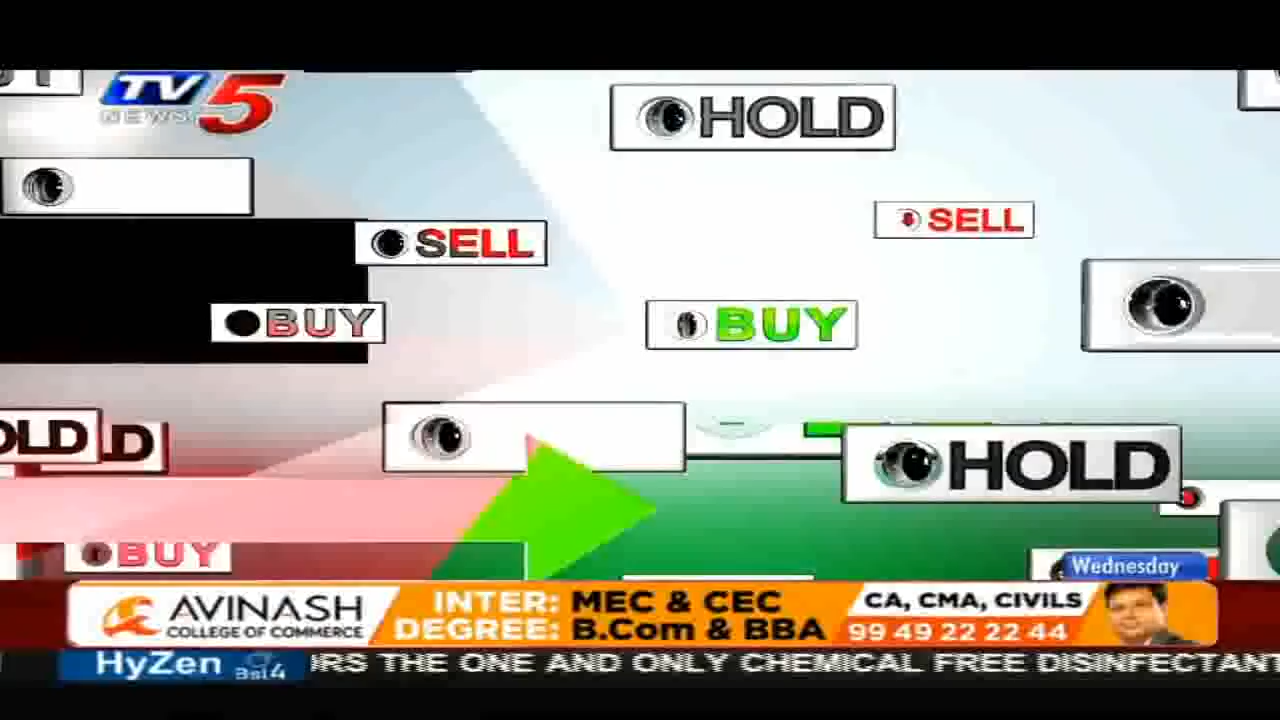 TV5
NEWS
HOLD
SELL
SELL
BUY
BUY
OLD
LD
HOLD
BUY
Wednesday
AVINASH
COLLEGE OF COMMERCE
INTER: MEC & CEC
DEGREE: B.Com & BBA
CA, CMA, CIVILS
99 49 22 22 44
HyZen
RS THE ONE AND ONLY CHEMICAL FREE DISINFECTANT